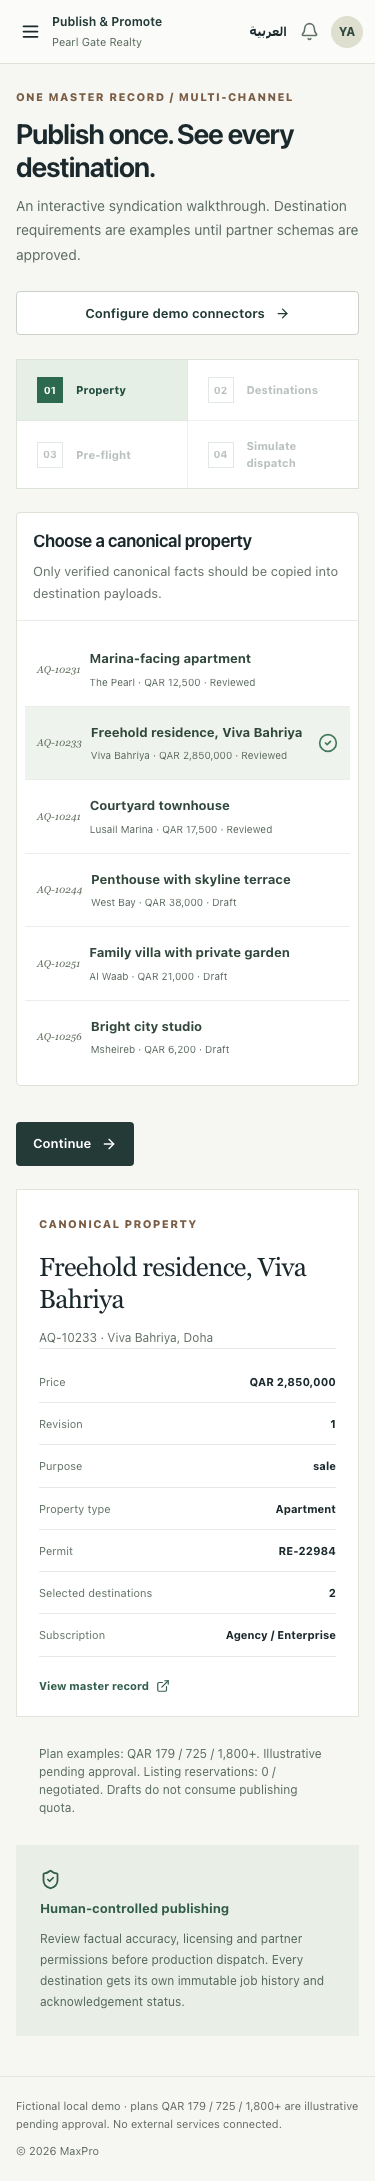 Publish & Promote
Pearl Gate Realty
العربية
YA
ONE MASTER RECORD / MULTI-CHANNEL
Publish once. See every
destination.
An interactive syndication walkthrough. Destination
requirements are examples until partner schemas are
approved.
Configure demo connectors
01 Property
02 Destinations
03 Pre-flight
04 Simulate
dispatch
Choose a canonical property
Only verified canonical facts should be copied into
destination payloads.
AQ-10231
Marina-facing apartment
The Pearl · QAR 12,500 · Reviewed
AQ-10233
Freehold residence, Viva Bahriya
Viva Bahriya · QAR 2,850,000 · Reviewed
AQ-10241
Courtyard townhouse
Lusail Marina · QAR 17,500 · Reviewed
AQ-10244
Penthouse with skyline terrace
West Bay · QAR 38,000 · Draft
AQ-10251
Family villa with private garden
Al Waab · QAR 21,000 · Draft
AQ-10256
Bright city studio
Msheireb · QAR 6,200 · Draft
Continue
CANONICAL PROPERTY
Freehold residence, Viva
Bahriya
AQ-10233 · Viva Bahriya, Doha
Price QAR 2,850,000
Revision 1
Purpose sale
Property type Apartment
Permit RE-22984
Selected destinations 2
Subscription Agency / Enterprise
View master record
Plan examples: QAR 179 / 725 / 1,800+. Illustrative
pending approval. Listing reservations: 0 /
negotiated. Drafts do not consume publishing
quota.
Human-controlled publishing
Review factual accuracy, licensing and partner
permissions before production dispatch. Every
destination gets its own immutable job history and
acknowledgement status.
Fictional local demo · plans QAR 179 / 725 / 1,800+ are illustrative
pending approval. No external services connected.
© 2026 MaxPro